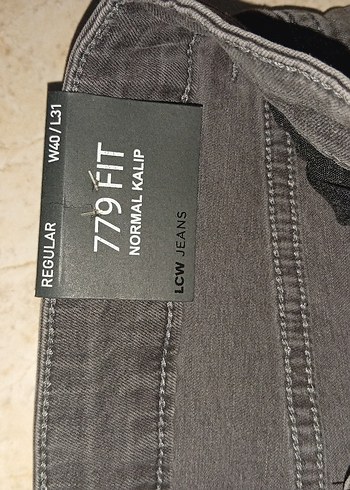 REGULAR W40/L31
779 FIT
NORMAL KALIP
LCW JEANS